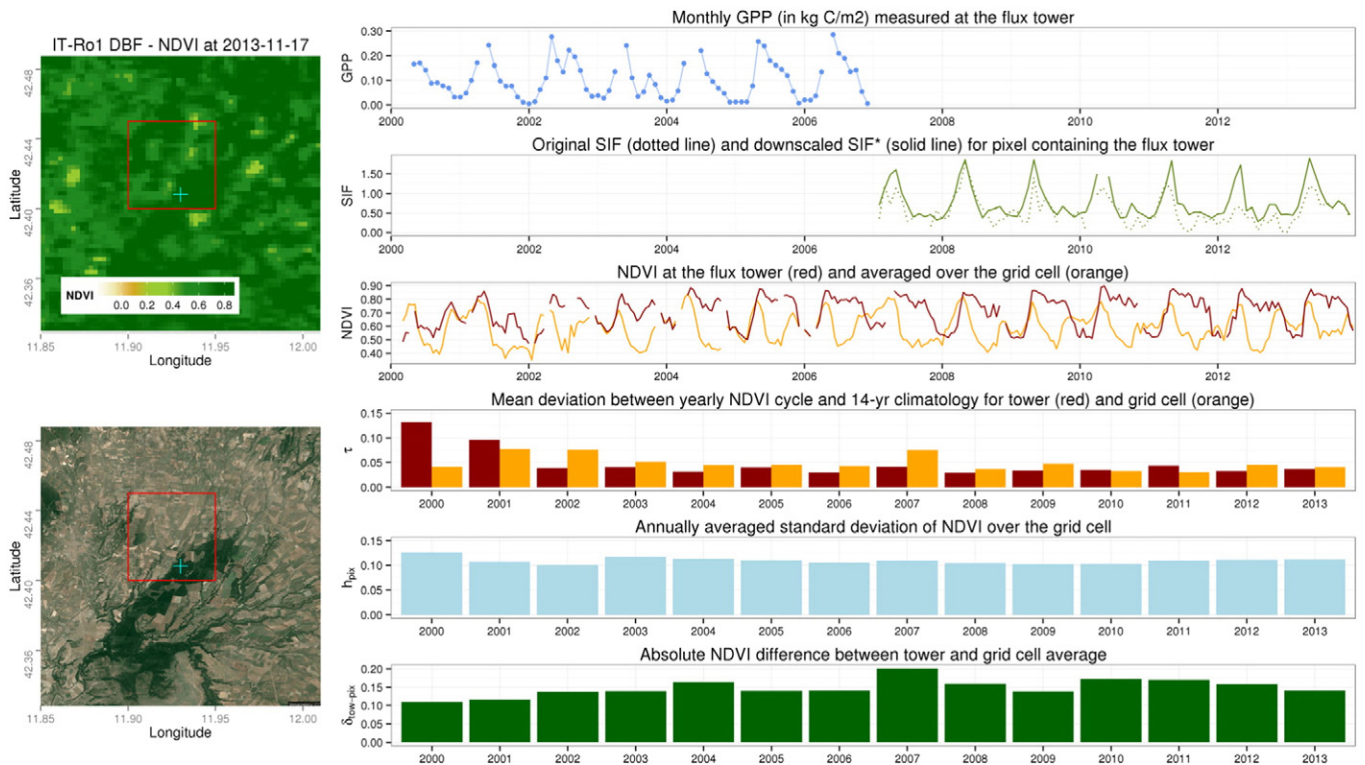 IT-Ro1 DBF - NDVI at 2013-11-17
Latitude
42.48
42.44
42.40
42.36
NDVI
0.0 0.2 0.4 0.6 0.8
11.85 11.90 11.95 12.00
Longitude
Latitude
42.48
42.44
42.40
42.36
11.85 11.90 11.95 12.00
Longitude
Monthly GPP (in kg C/m2) measured at the flux tower
GPP
0.30
0.20
0.10
0.00
2000 2002 2004 2006 2008 2010 2012
Original SIF (dotted line) and downscaled SIF* (solid line) for pixel containing the flux tower
SIF
1.50
1.00
0.50
0.00
2000 2002 2004 2006 2008 2010 2012
NDVI at the flux tower (red) and averaged over the grid cell (orange)
NDVI
0.90
0.80
0.70
0.60
0.50
0.40
2000 2002 2004 2006 2008 2010 2012
Mean deviation between yearly NDVI cycle and 14-yr climatology for tower (red) and grid cell (orange)
τ
0.15
0.10
0.05
0.00
2000 2001 2002 2003 2004 2005 2006 2007 2008 2009 2010 2011 2012 2013
Annually averaged standard deviation of NDVI over the grid cell
hpix
0.15
0.10
0.05
0.00
2000 2001 2002 2003 2004 2005 2006 2007 2008 2009 2010 2011 2012 2013
Absolute NDVI difference between tower and grid cell average
δtow−pix
0.20
0.15
0.10
0.05
0.00
2000 2001 2002 2003 2004 2005 2006 2007 2008 2009 2010 2011 2012 2013